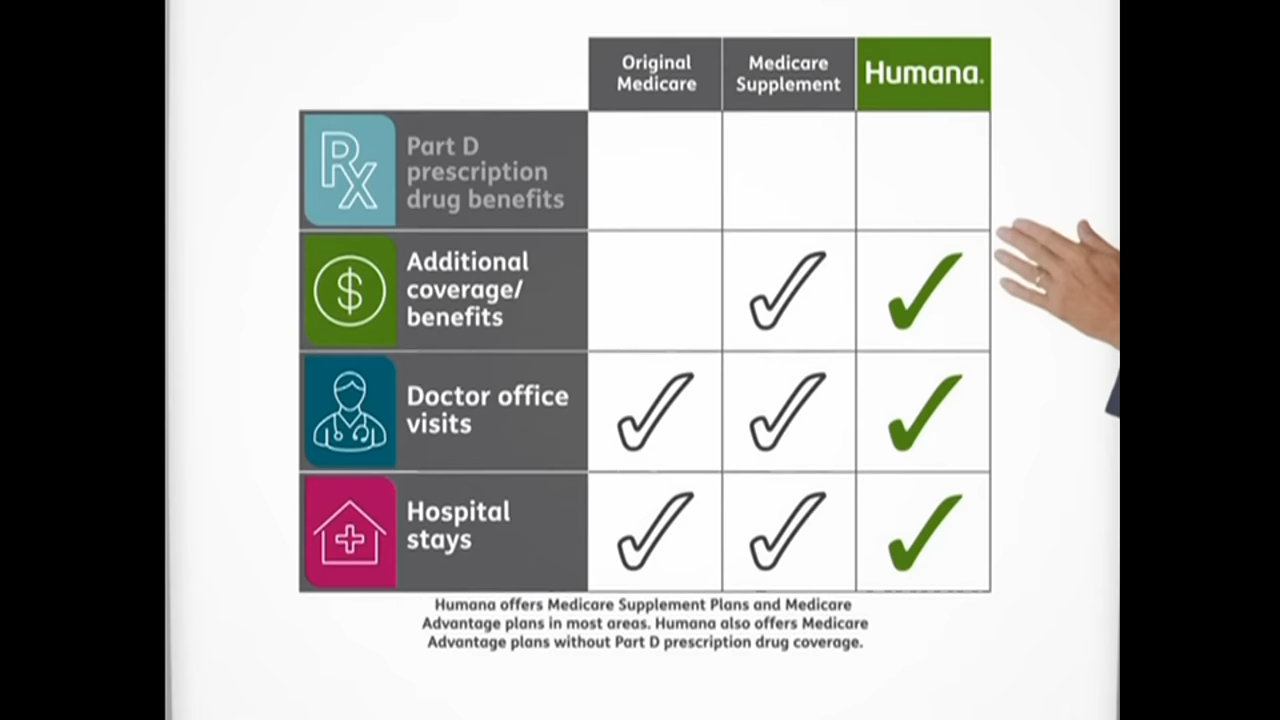 Original
Medicare
Medicare
Supplement
Humana.
Rx
Part D
prescription
drug benefits
$
Additional
coverage/
benefits
Doctor office
visits
Hospital
stays
Humana offers Medicare Supplement Plans and Medicare
Advantage plans in most areas. Humana also offers Medicare
Advantage plans without Part D prescription drug coverage.